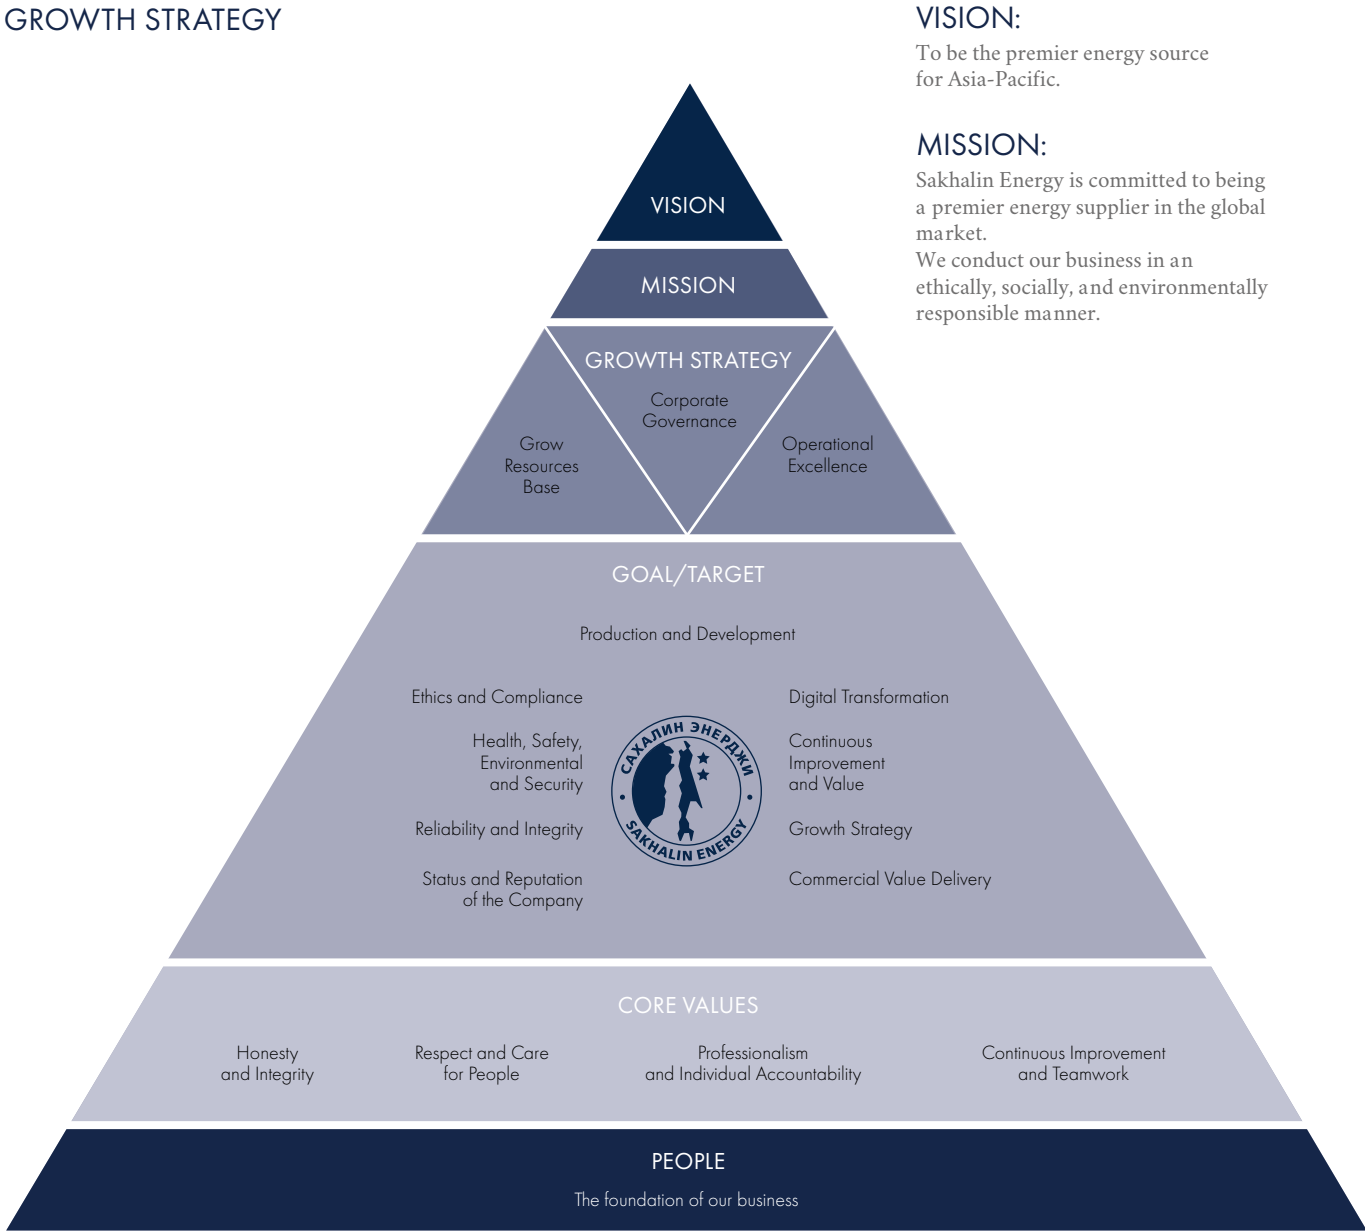 GROWTH STRATEGY
VISION:
To be the premier energy source
for Asia-Pacific.
MISSION:
Sakhalin Energy is committed to being
a premier energy supplier in the global
market.
We conduct our business in an
ethically, socially, and environmentally
responsible manner.
VISION
MISSION
GROWTH STRATEGY
Corporate
Governance
Grow
Resources
Base
Operational
Excellence
GOAL/TARGET
Production and Development
Ethics and Compliance
Health, Safety,
Environmental
and Security
Reliability and Integrity
Status and Reputation
of the Company
САХАЛИН ЭНЕРДЖИ
SAKHALIN ENERGY
Digital Transformation
Continuous
Improvement
and Value
Growth Strategy
Commercial Value Delivery
CORE VALUES
Honesty
and Integrity
Respect and Care
for People
Professionalism
and Individual Accountability
Continuous Improvement
and Teamwork
PEOPLE
The foundation of our business